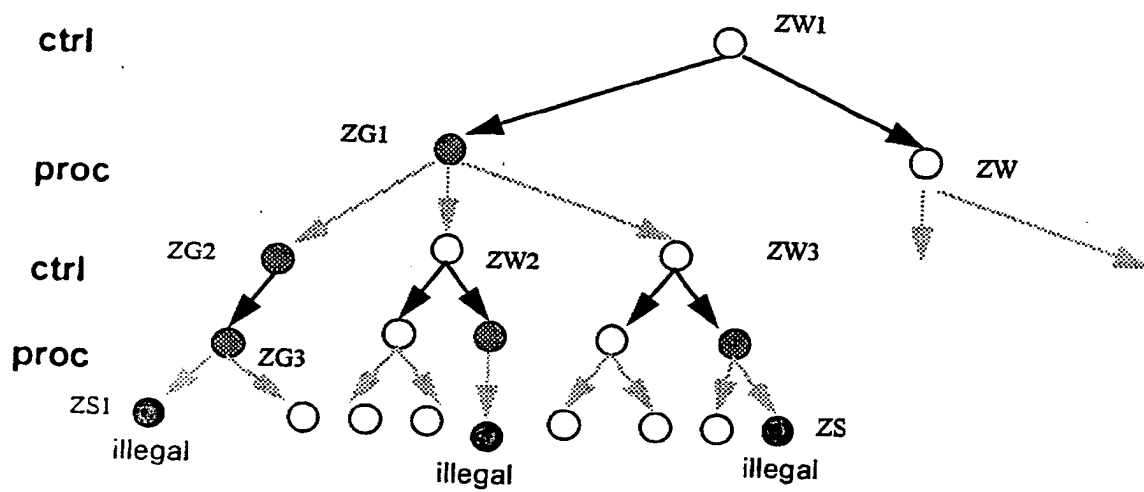 ctrl
ZW1
ZG1
proc
ZW
ZG2
ctrl
ZW2
ZW3
proc
ZG3
ZS1
ZS
illegal
illegal
illegal